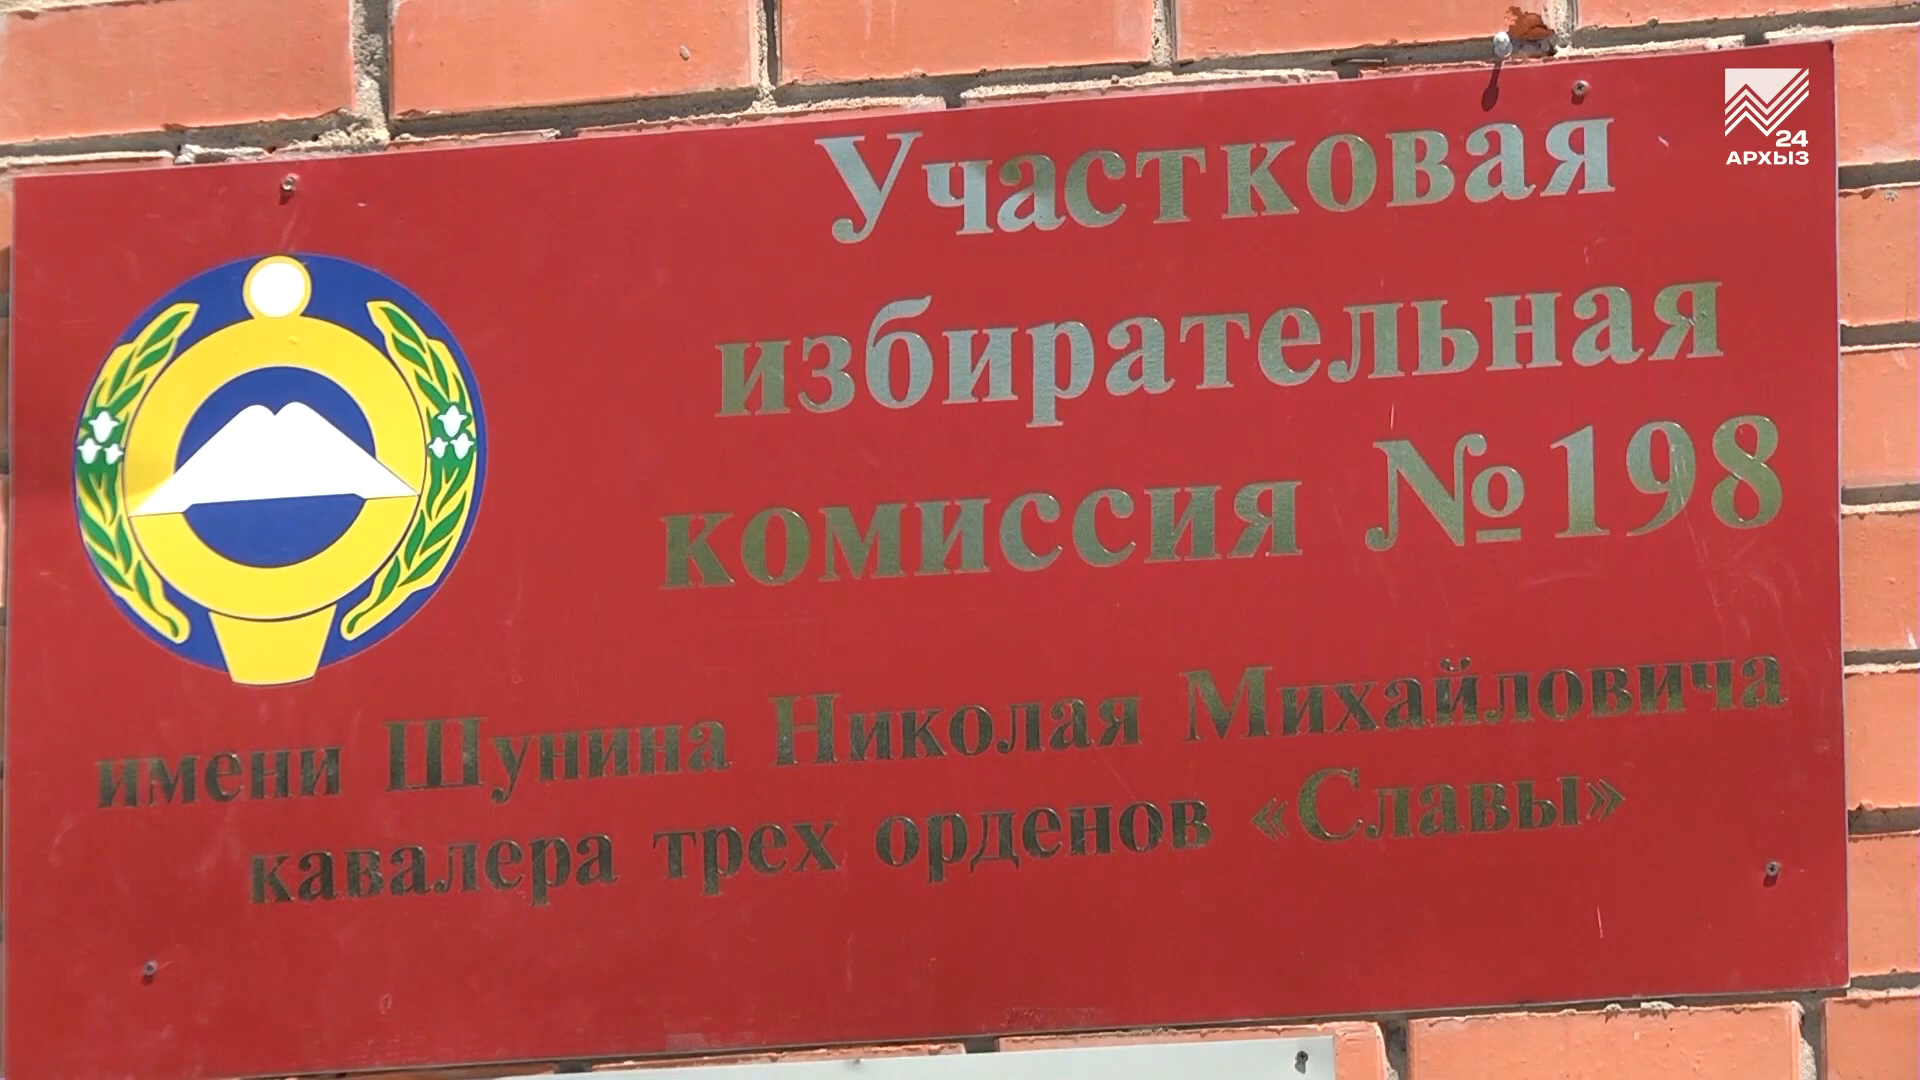 24
АРХЫЗ
Участковая
избирательная
комиссия №198
имени Шунина Николая Михайловича
кавалера трех орденов «Славы»